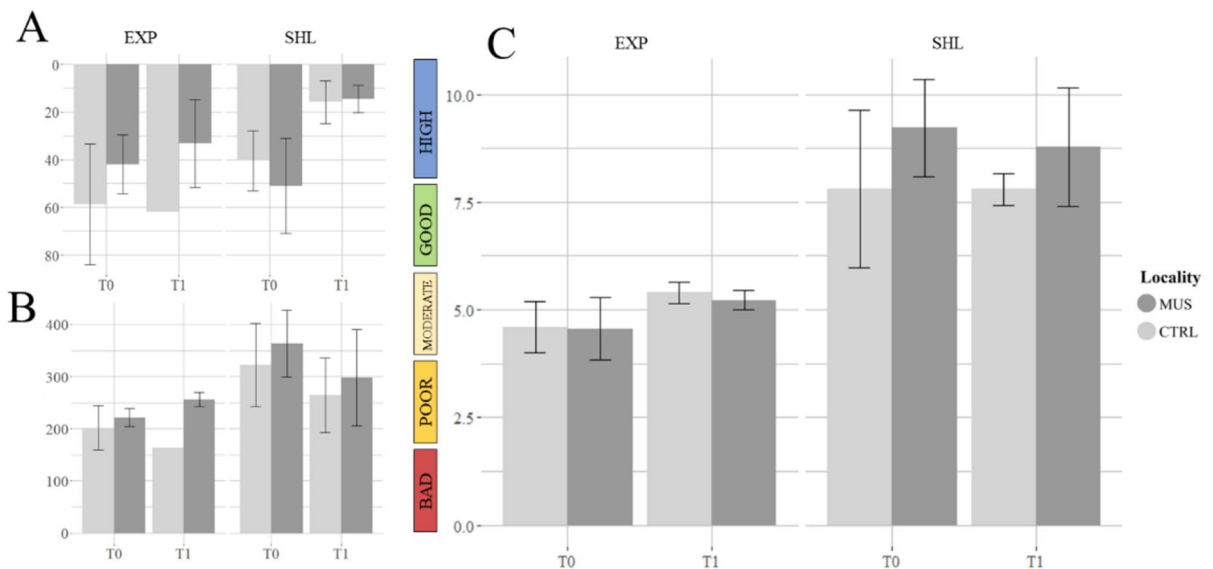 A
EXP SHL
0
20
40
60
80
T0 T1 T0 T1
B
400
300
200
100
0
T0 T1 T0 T1
HIGH
GOOD
MODERATE
POOR
BAD
C
EXP SHL
10.0
7.5
5.0
2.5
0.0
T0 T1 T0 T1
Locality
MUS
CTRL